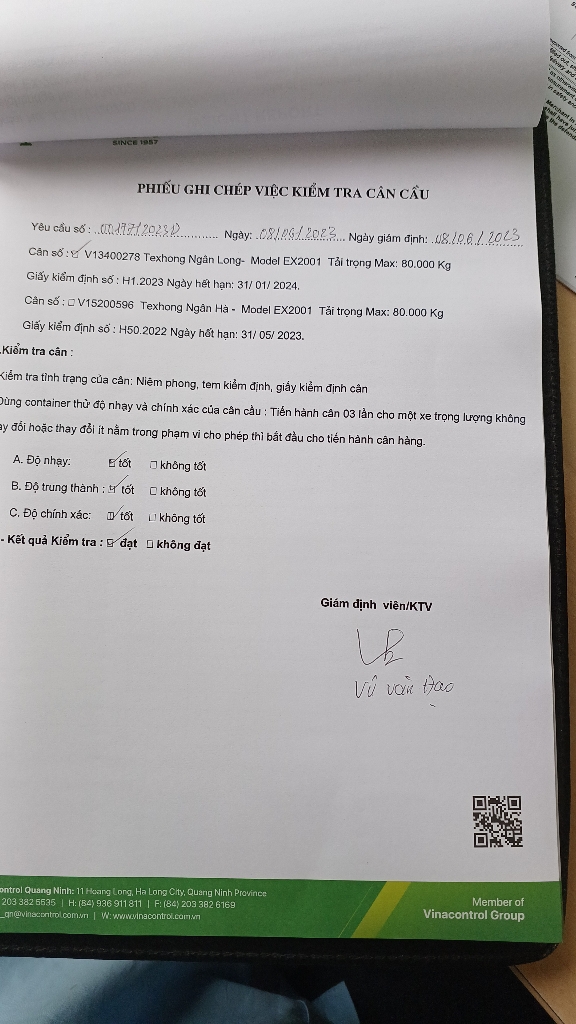 SINCE 1957
PHIẾU GHI CHÉP VIỆC KIỂM TRA CÂN CẦU
Yêu cầu số : 00177/2023D Ngày: 08/06/2023 Ngày giám định: 08/06/2023
Cân số : ☑ V13400278 Texhong Ngân Long- Model EX2001 Tải trọng Max: 80.000 Kg
Giấy kiểm định số : H1.2023 Ngày hết hạn: 31/ 01/ 2024.
Cân số : ☐ V15200596 Texhong Ngân Hà - Model EX2001 Tải trọng Max: 80.000 Kg
Giấy kiểm định số : H50.2022 Ngày hết hạn: 31/ 05/ 2023.
.Kiểm tra cân :
Kiểm tra tình trạng của cân: Niêm phong, tem kiểm định, giấy kiểm định cân
Dùng container thử độ nhạy và chính xác của cân cầu : Tiến hành cân 03 lần cho một xe trọng lượng không
ay đổi hoặc thay đổi ít nằm trong phạm vi cho phép thì bắt đầu cho tiến hành cân hàng.
A. Độ nhạy: ☑ tốt ☐ không tốt
B. Độ trung thành : ☑ tốt ☐ không tốt
C. Độ chính xác: ☑ tốt ☐ không tốt
- Kết quả Kiểm tra : ☑ đạt ☐ không đạt
Giám định viên/KTV
Vũ Văn Đạo
ontrol Quang Ninh: 11 Hoang Long, Ha Long City, Quang Ninh Province
203 382 5535 | H: (84) 936 911 811 | F: (84) 203 382 6169
_qn@vinacontrol.com.vn | W: www.vinacontrol.com.vn
Member of
Vinacontrol Group